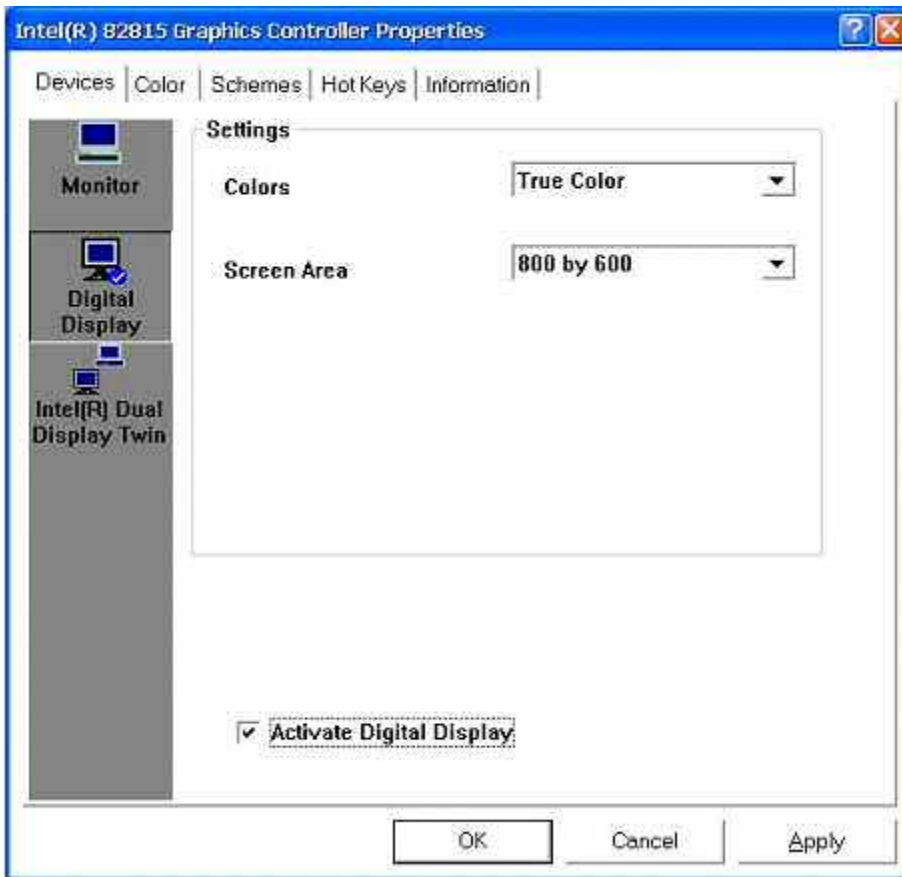 Intel(R) 82815 Graphics Controller Properties
Devices Color Schemes Hot Keys Information
Monitor
Digital
Display
Intel(R) Dual
Display Twin
Settings
Colors True Color
Screen Area 800 by 600
Activate Digital Display
OK Cancel Apply